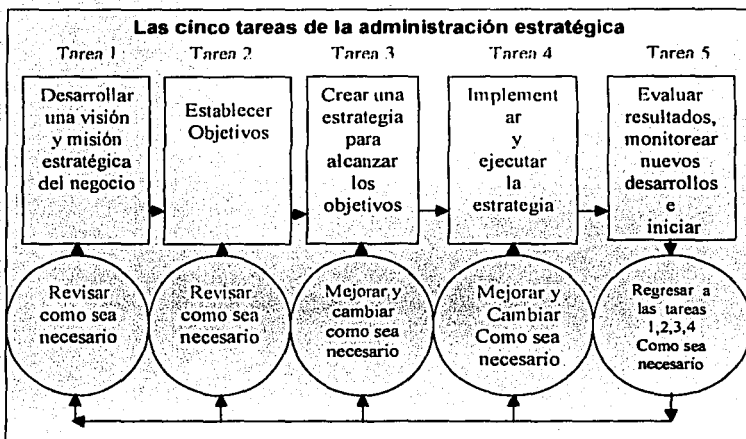 Las cinco tareas de la administración estratégica
Tarea 1
Tarea 2
Tarea 3
Tarea 4
Tarea 5
Desarrollar
una visión
y misión
estratégica
del negocio
Establecer
Objetivos
Crear una
estrategia
para
alcanzar
los
objetivos
Implement
ar
y
ejecutar
la
estrategia
Evaluar
resultados,
monitorear
nuevos
desarrollos
e
iniciar
Revisar
como sea
necesario
Revisar
como sea
necesario
Mejorar y
cambiar
como sea
necesario
Mejorar y
Cambiar
Como sea
necesario
Regresar a
las tareas
1,2,3,4
Como sea
necesario